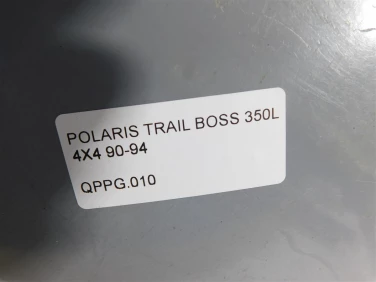 POLARIS TRAIL BOSS 350L
4X4 90-94
QPPG.010